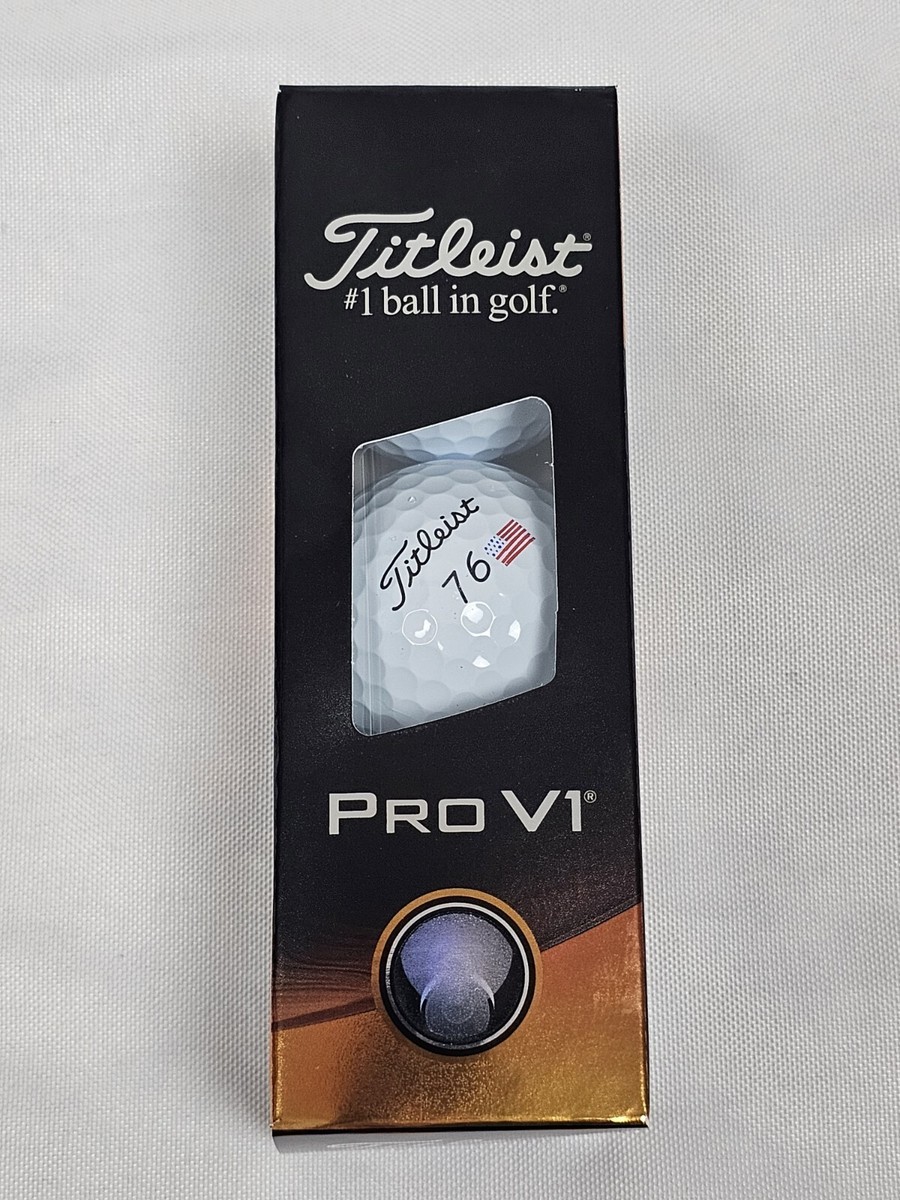 Titleist®
#1 ball in golf.®
Titleist
76
PRO V1®